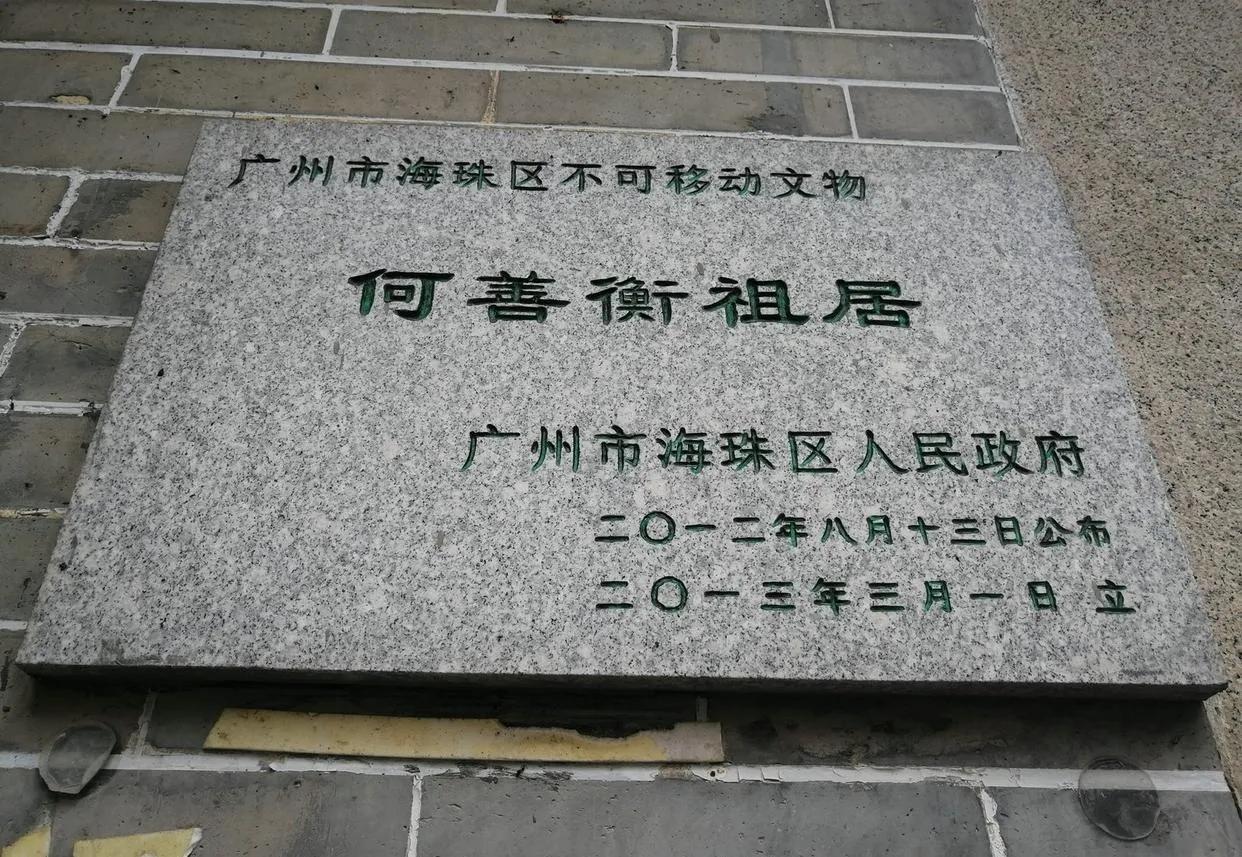 广州市海珠区不可移动文物
何善衡祖居
广州市海珠区人民政府
二〇一二年八月十三日公布
二〇一三年三月一日 立